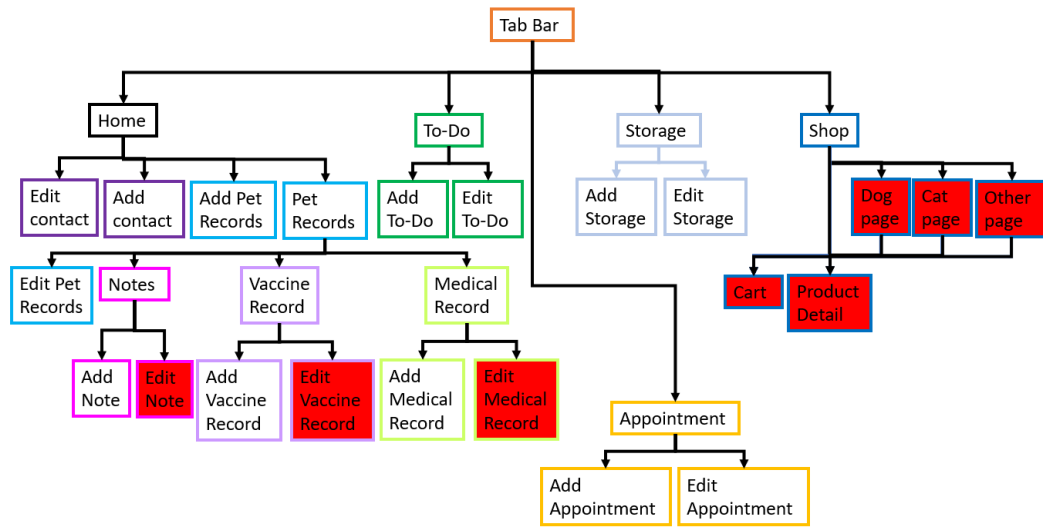 Tab Bar
Home
To-Do
Storage
Shop
Edit
contact
Add
contact
Add Pet
Records
Pet
Records
Add
To-Do
Edit
To-Do
Add
Storage
Edit
Storage
Dog
page
Cat
page
Other
page
Edit Pet
Records
Notes
Vaccine
Record
Medical
Record
Cart
Product
Detail
Add
Note
Edit
Note
Add
Vaccine
Record
Edit
Vaccine
Record
Add
Medical
Record
Edit
Medical
Record
Appointment
Add
Appointment
Edit
Appointment